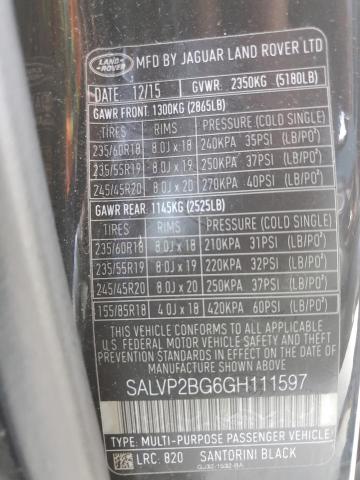 LAND ROVER
MFD BY JAGUAR LAND ROVER LTD
DATE: 12/15 GVWR: 2350KG (5180LB)
GAWR FRONT: 1300KG (2865LB)
TIRES RIMS PRESSURE (COLD SINGLE)
235/60R18 8.0J x 18 240KPA 35PSI (LB/PO²)
235/55R19 8.0J x 19 250KPA 37PSI (LB/PO²)
245/45R20 8.0J x 20 270KPA 40PSI (LB/PO²)
GAWR REAR: 1145KG (2525LB)
TIRES RIMS PRESSURE (COLD SINGLE)
235/60R18 8.0J x 18 210KPA 31PSI (LB/PO²)
235/55R19 8.0J x 19 220KPA 32PSI (LB/PO²)
245/45R20 8.0J x 20 250KPA 37PSI (LB/PO²)
155/85R18 4.0J x 18 420KPA 60PSI (LB/PO²)
THIS VEHICLE CONFORMS TO ALL APPLICABLE
U.S. FEDERAL MOTOR VEHICLE SAFETY AND
THEFT PREVENTION STANDARDS IN EFFECT ON THE
DATE OF MANUFACTURE SHOWN ABOVE.
SALVP2BG6GH111597
TYPE: MULTI-PURPOSE PASSENGER VEHICLE
LRC: 820 SANTORINI BLACK
GJ32-1532-BA